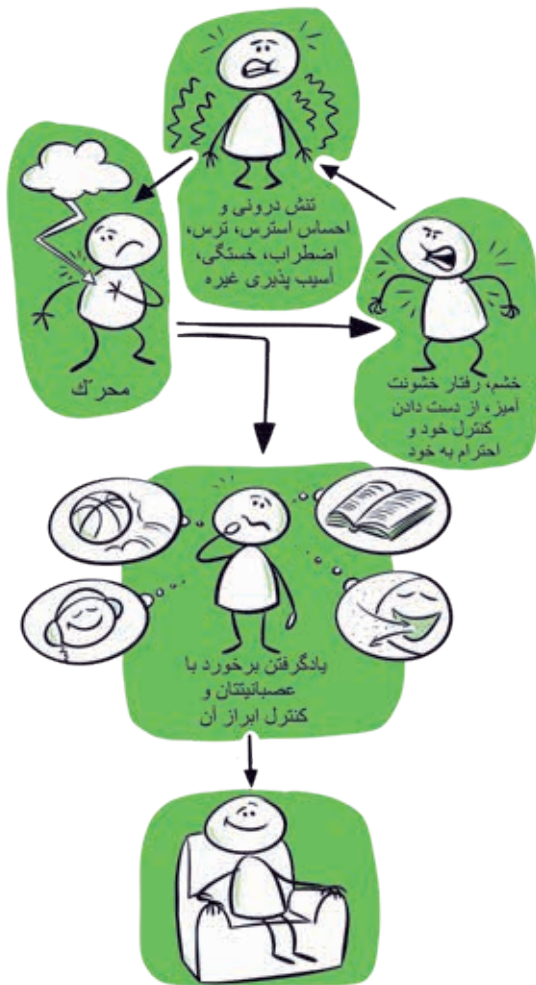 تنش درونی و
احساس استرس، ترس،
اضطراب، خستگی،
آسیب پذیری غیره
محرّک
خشم، رفتار خشونت
آمیز، از دست دادن
کنترل خود و
احترام به خود
یادگرفتن برخورد با
عصبانیتتان و
کنترل ابراز آن